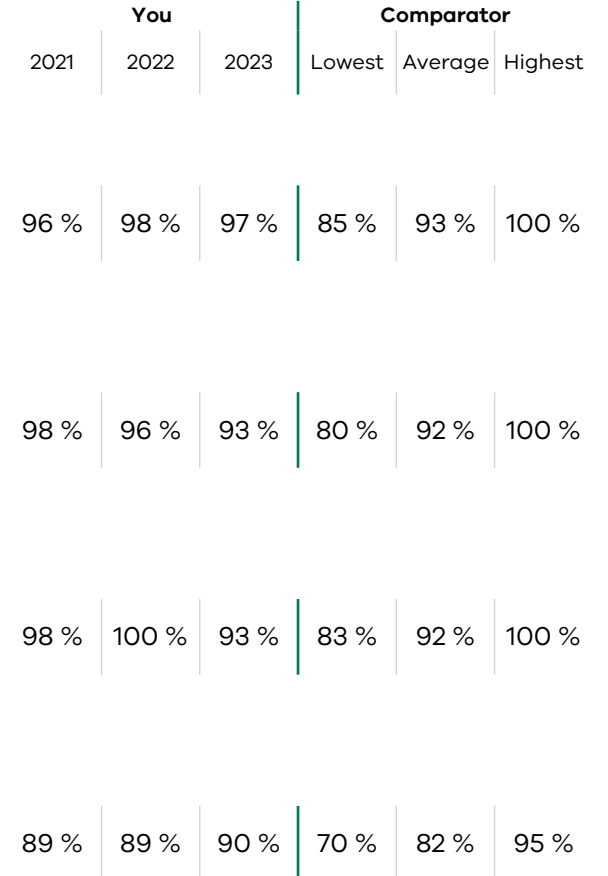 You Comparator
2021 2022 2023 Lowest Average Highest
96 % 98 % 97 % 85 % 93 % 100 %
98 % 96 % 93 % 80 % 92 % 100 %
98 % 100 % 93 % 83 % 92 % 100 %
89 % 89 % 90 % 70 % 82 % 95 %